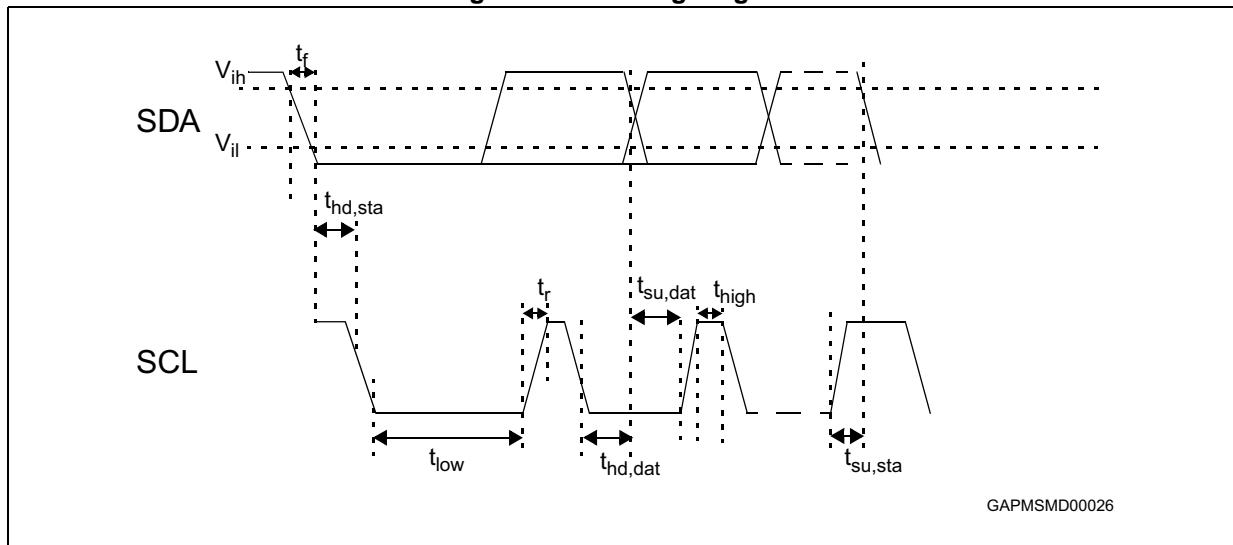 t_f
V_ih
SDA
V_il
t_hd,sta
t_r
t_su,dat
t_high
SCL
t_low
t_hd,dat
t_su,sta
GAPMSMD00026